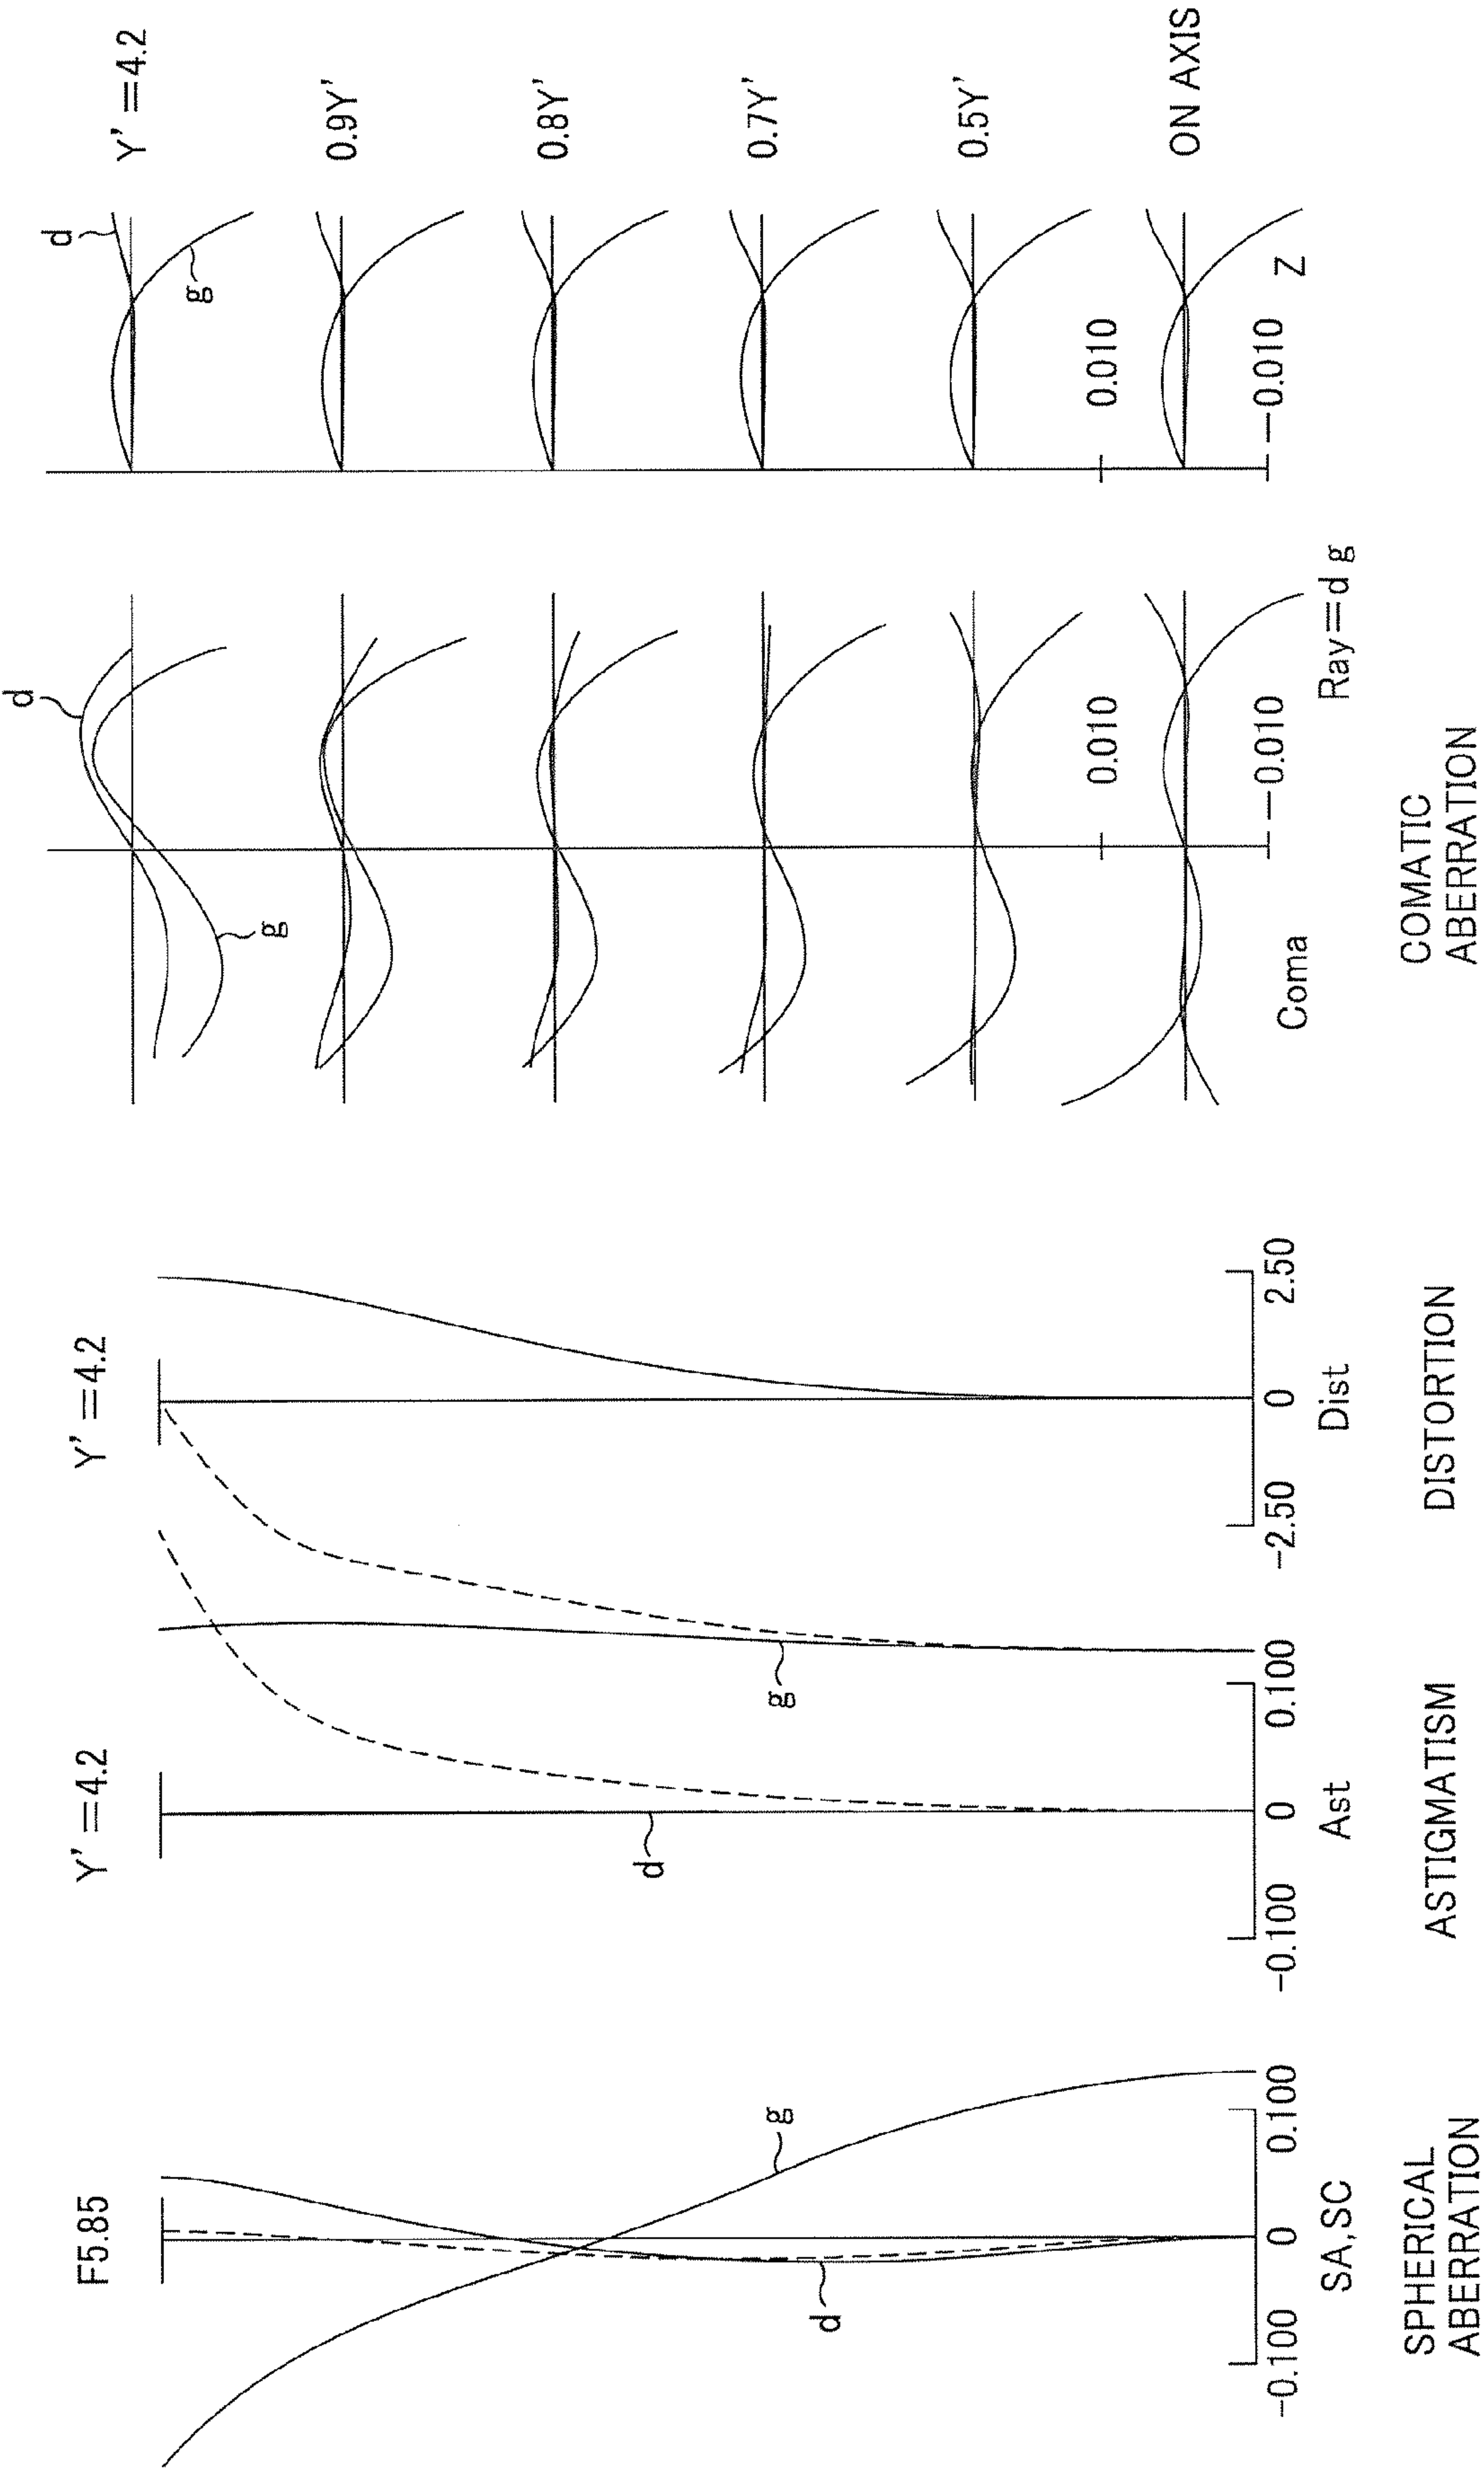 F5.85
g
d
-0.100
0
0.100
SA,SC
SPHERICAL
ABERRATION
Y'=4.2
d
g
-0.100
0
0.100
Ast
ASTIGMATISM
Y'=4.2
-2.50
0
2.50
Dist
DISTORTION
d
g
0.010
-0.010
Coma
Ray=d g
COMATIC
ABERRATION
d
g
0.010
-0.010
Z
Y'=4.2
0.9Y'
0.8Y'
0.7Y'
0.5Y'
ON AXIS